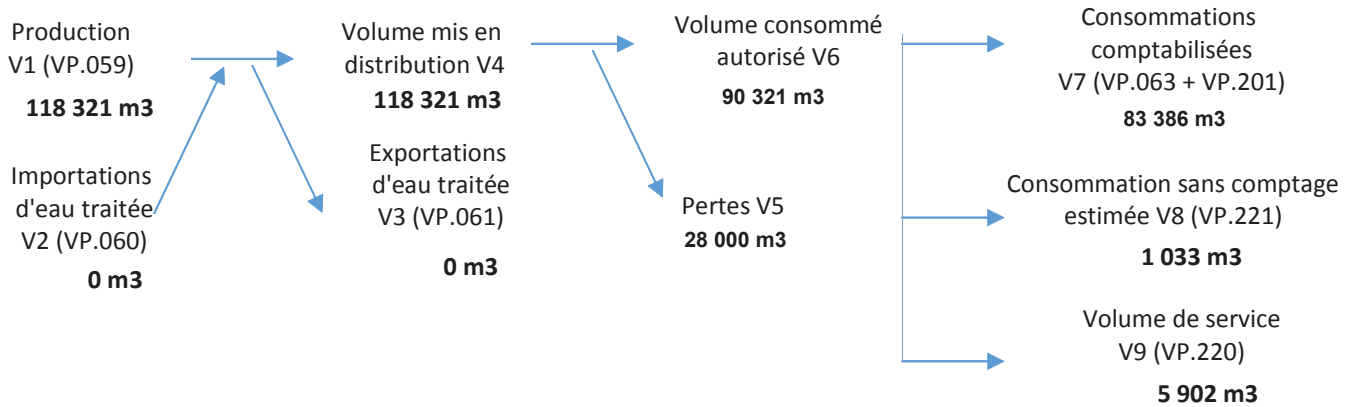 Production
V1 (VP.059)
118 321 m3
Importations
d'eau traitée
V2 (VP.060)
0 m3
Volume mis en
distribution V4
118 321 m3
Exportations
d'eau traitée
V3 (VP.061)
0 m3
Volume consommé
autorisé V6
90 321 m3
Pertes V5
28 000 m3
Consommations
comptabilisées
V7 (VP.063 + VP.201)
83 386 m3
Consommation sans comptage
estimée V8 (VP.221)
1 033 m3
Volume de service
V9 (VP.220)
5 902 m3